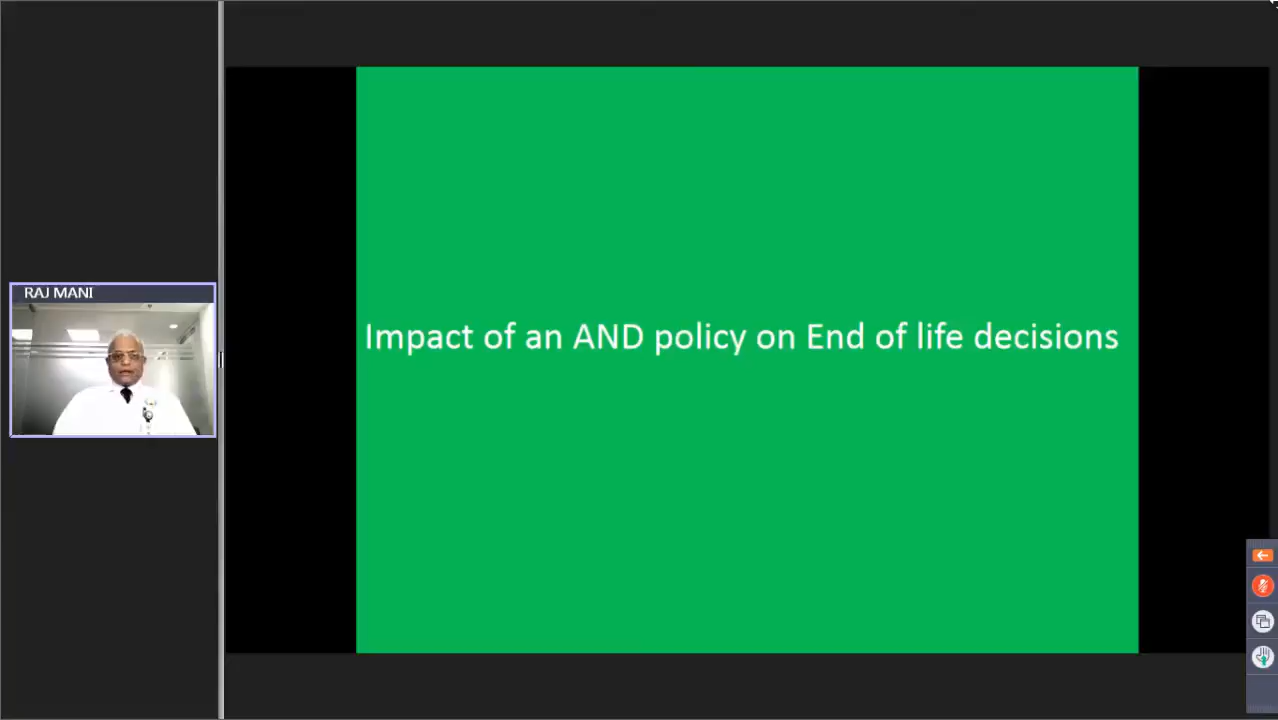 RAJ MANI
Impact of an AND policy on End of life decisions